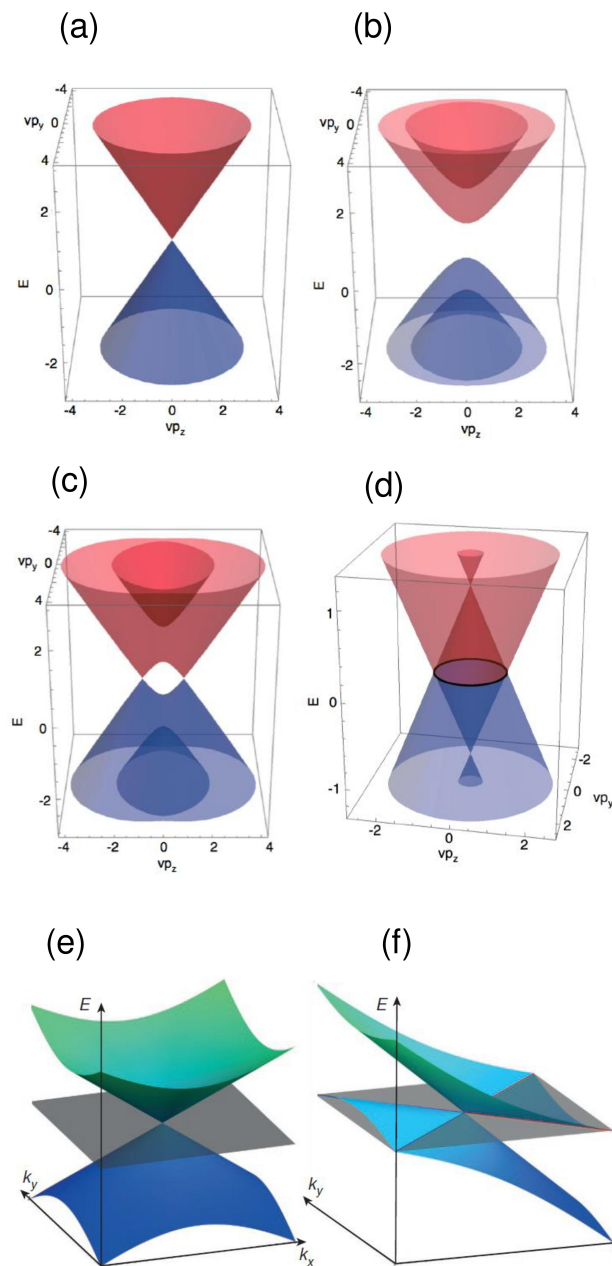 (a) (b)
-4 -4
vp_y 0 vp_y 0
4 4
2 2
E 0 E 0
-2 -2
-4 -2 0 2 4 -4 -2 0 2 4
vp_z vp_z
(c) (d)
-4
vp_y 0
4 1
2
E 0 E 0
-2
0 vp_y
-2 -1 2
-4 -2 0 2 4 -2 0 2
vp_z vp_z
(e) (f)
E E
k_y k_y
k_x